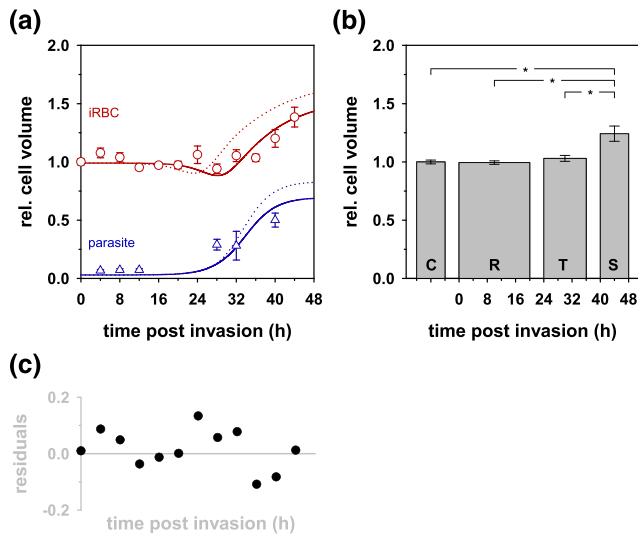 (a)
rel. cell volume
2.0
1.5
1.0
0.5
0.0
iRBC
parasite
0 8 16 24 32 40 48
time post invasion (h)
(b)
rel. cell volume
2.0
1.5
1.0
0.5
0.0
*
*
*
C R T S
0 8 16 24 32 40 48
time post invasion (h)
(c)
residuals
0.2
0.0
-0.2
time post invasion (h)